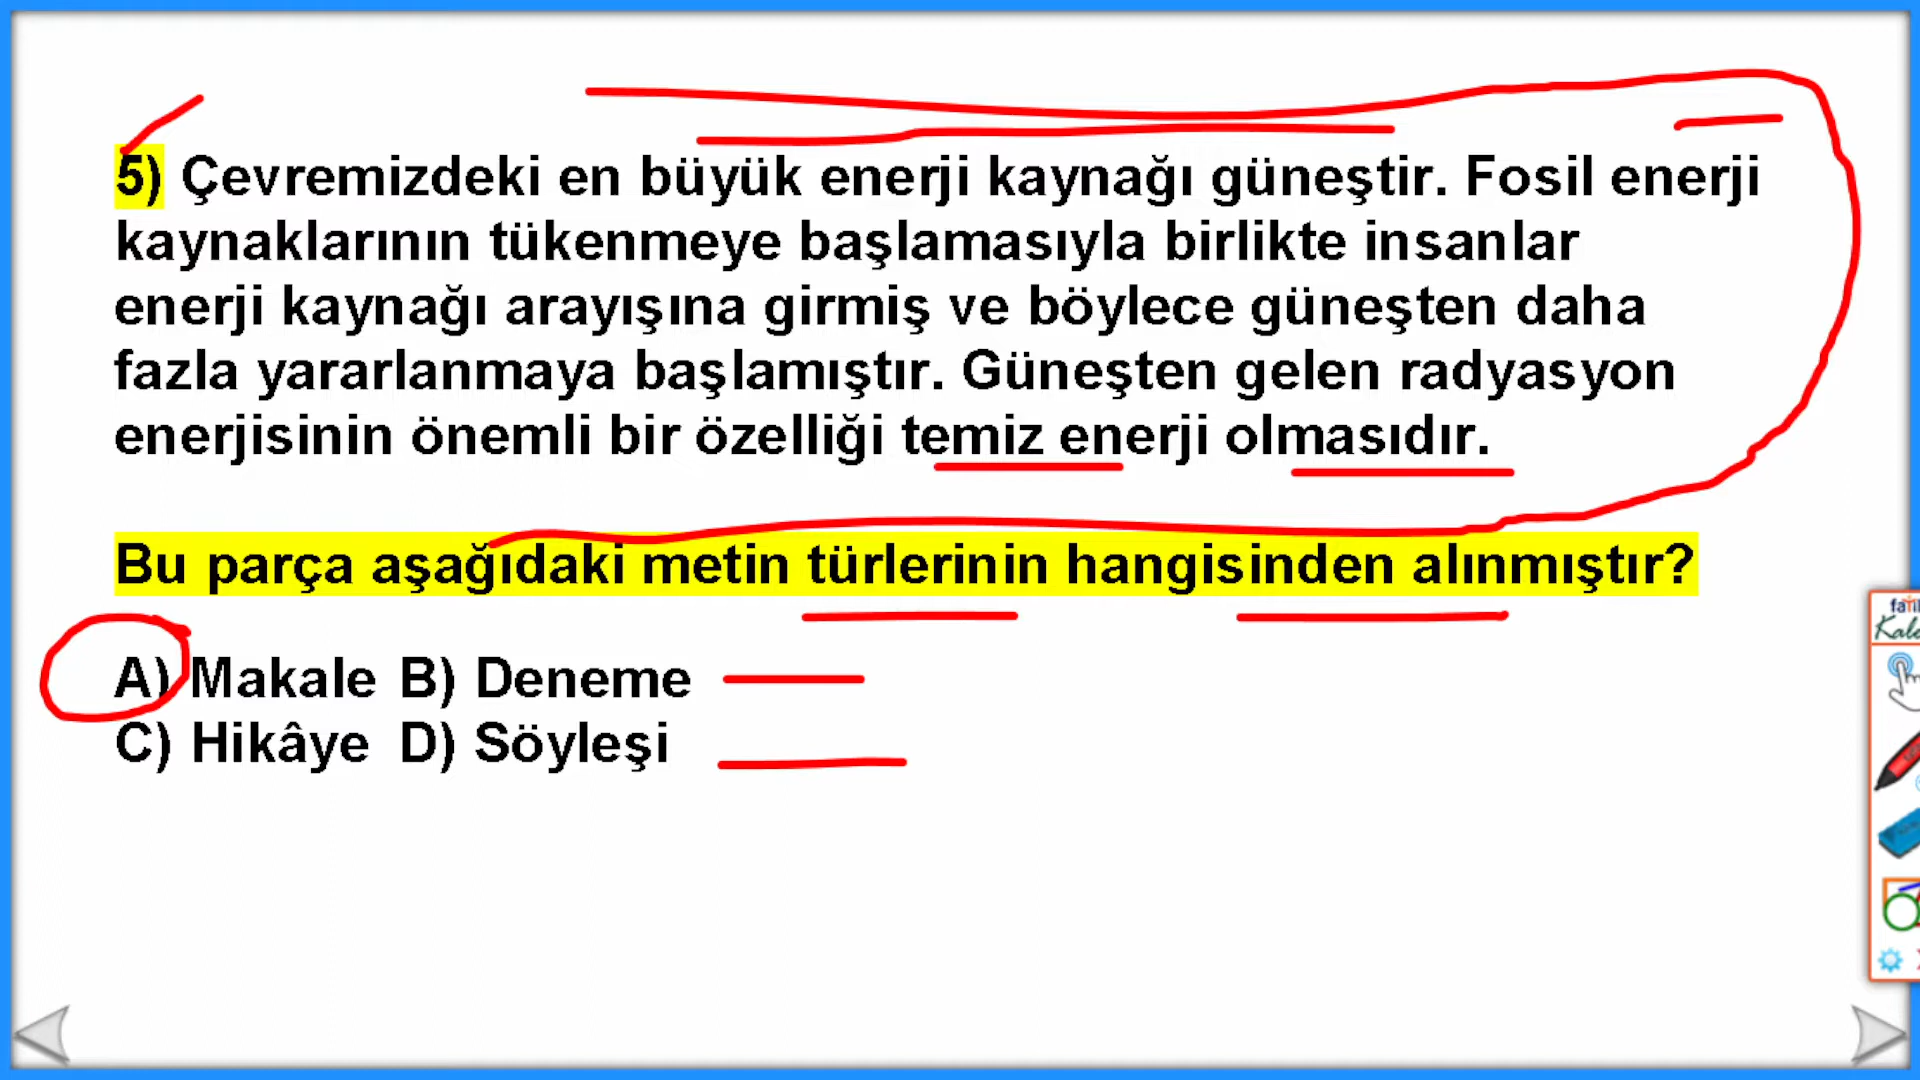 5) Çevremizdeki en büyük enerji kaynağı güneştir. Fosil enerji
kaynaklarının tükenmeye başlamasıyla birlikte insanlar
enerji kaynağı arayışına girmiş ve böylece güneşten daha
fazla yararlanmaya başlamıştır. Güneşten gelen radyasyon
enerjisinin önemli bir özelliği temiz enerji olmasıdır.
Bu parça aşağıdaki metin türlerinin hangisinden alınmıştır?
A) Makale B) Deneme
C) Hikâye D) Söyleşi